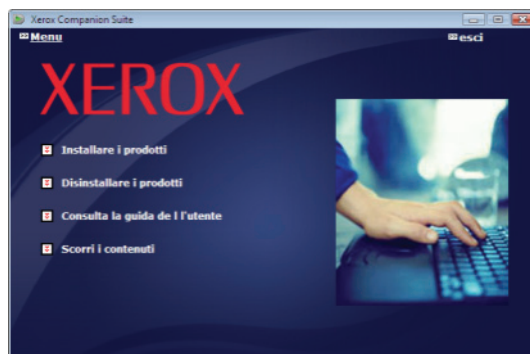 Xerox Companion Suite
Menu
esci
XEROX
Installare i prodotti
Disinstallare i prodotti
Consulta la guida de l l'utente
Scorri i contenuti